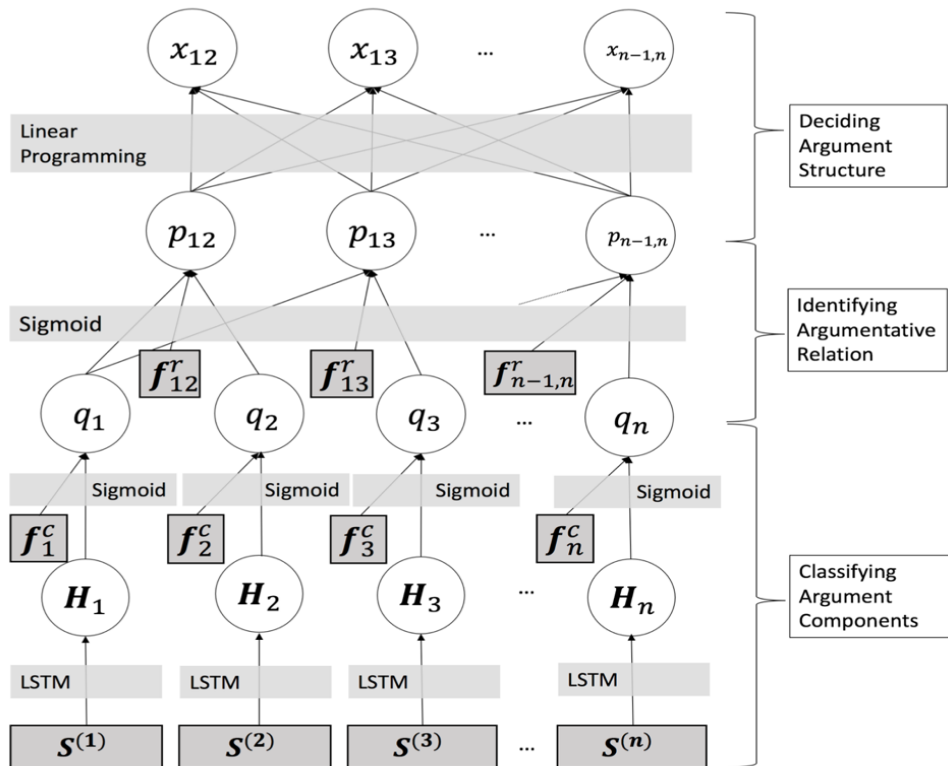 x₁₂ x₁₃ ... xₙ₋₁,ₙ
Linear
Programming
Deciding
Argument
Structure
p₁₂ p₁₃ ... pₙ₋₁,ₙ
Sigmoid
Identifying
Argumentative
Relation
fʳ₁₂ fʳ₁₃ fʳₙ₋₁,ₙ
q₁ q₂ q₃ ... qₙ
Sigmoid Sigmoid Sigmoid Sigmoid
fᶜ₁ fᶜ₂ fᶜ₃ fᶜₙ
H₁ H₂ H₃ ... Hₙ
Classifying
Argument
Components
LSTM LSTM LSTM LSTM
S⁽¹⁾ S⁽²⁾ S⁽³⁾ ... S⁽ⁿ⁾